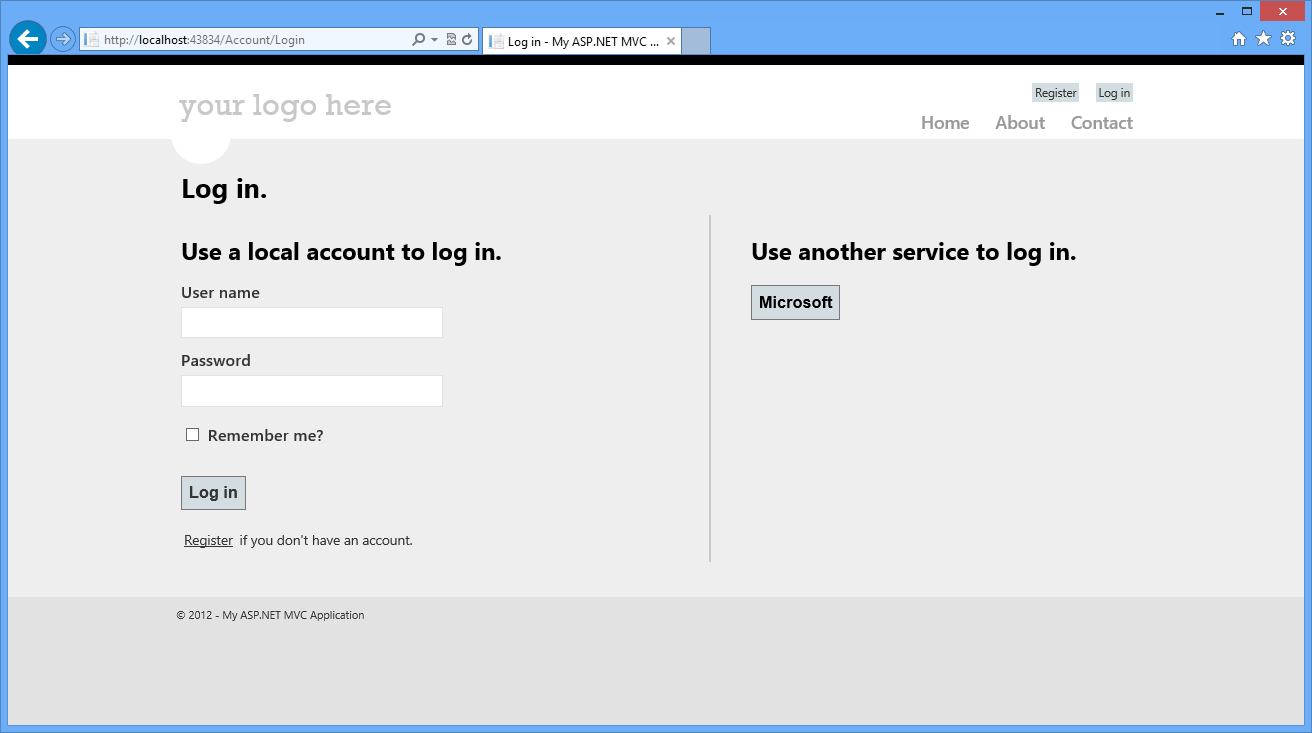 http://localhost:43834/Account/Login
Log in - My ASP.NET MVC ...
your logo here
Register Log in
Home About Contact
Log in.
Use a local account to log in.
User name
Password
Remember me?
Log in
Register if you don't have an account.
Use another service to log in.
Microsoft
© 2012 - My ASP.NET MVC Application